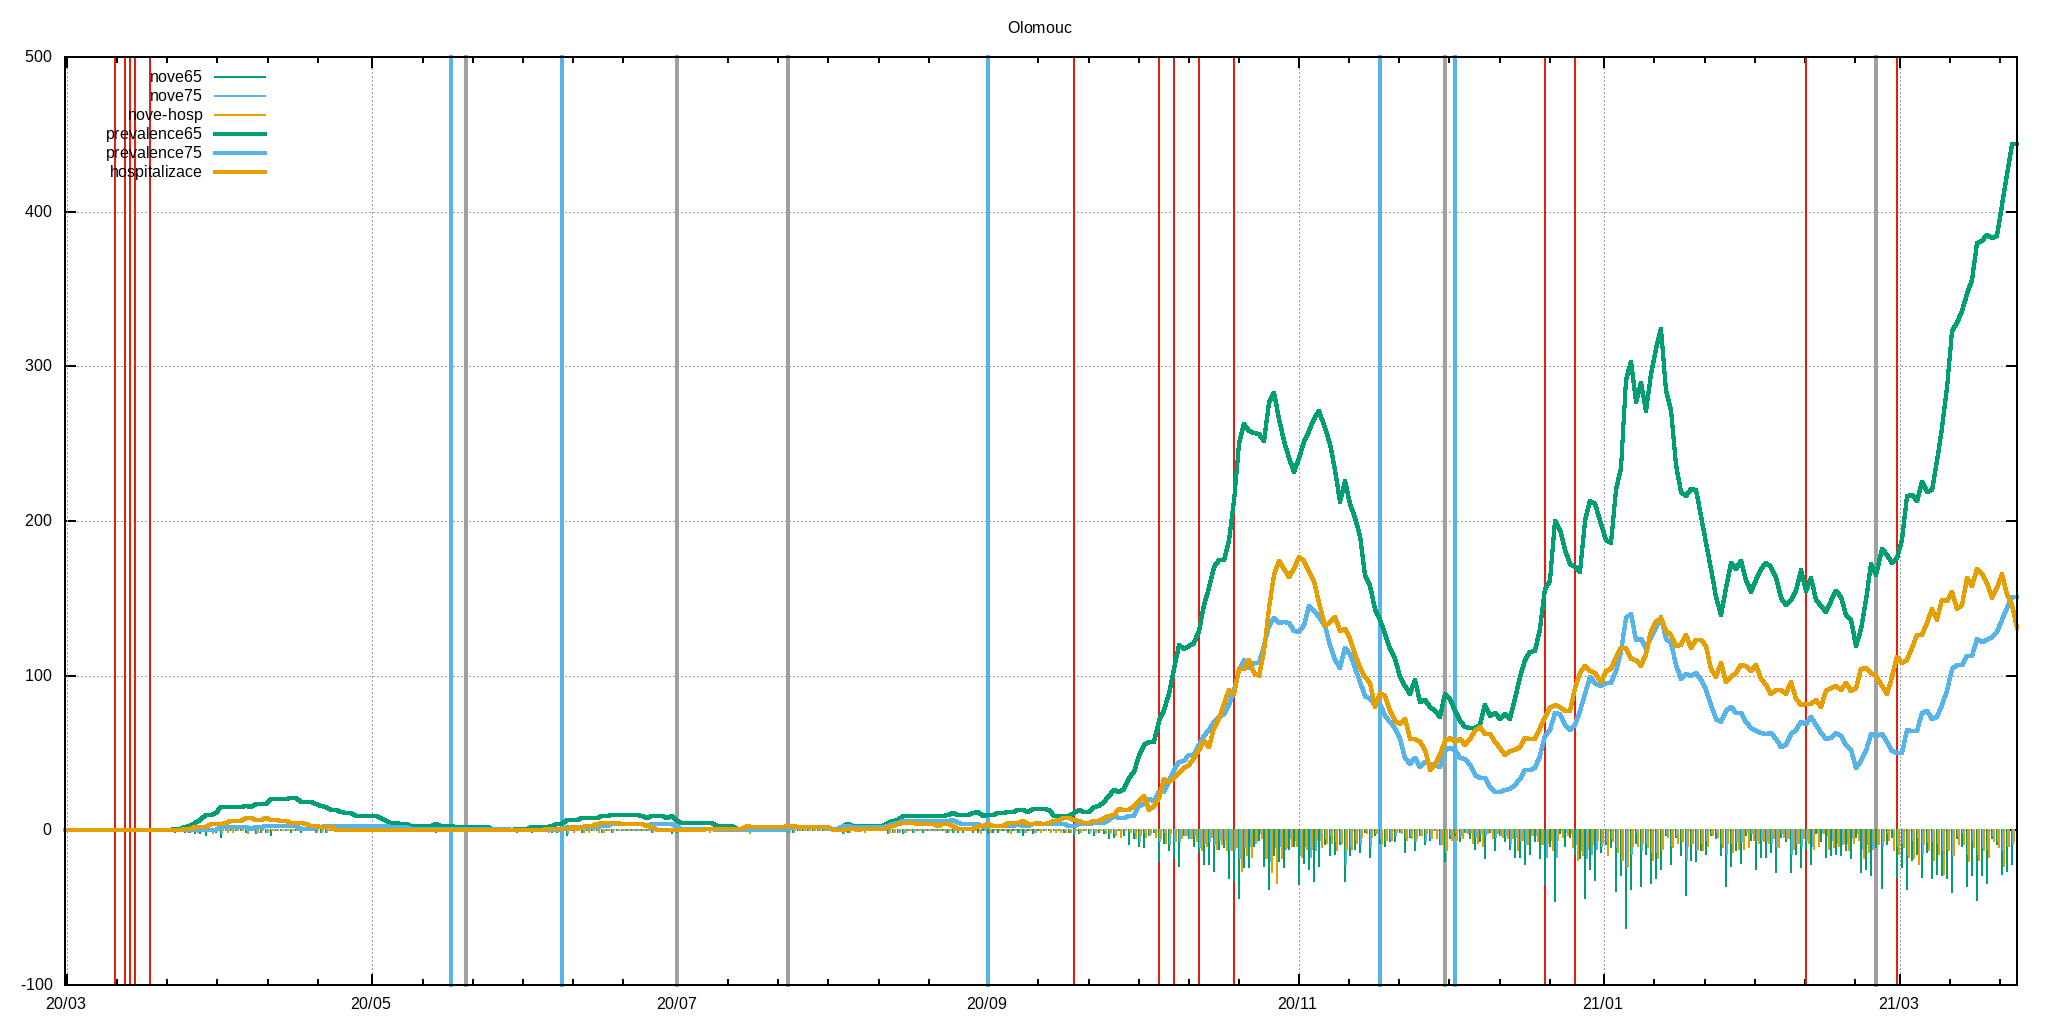 Olomouc
500
nove65
nove75
nove-hosp
prevalence65
prevalence75
hospitalizace
400
300
200
100
0
-100
20/03 20/05 20/07 20/09 20/11 21/01 21/03